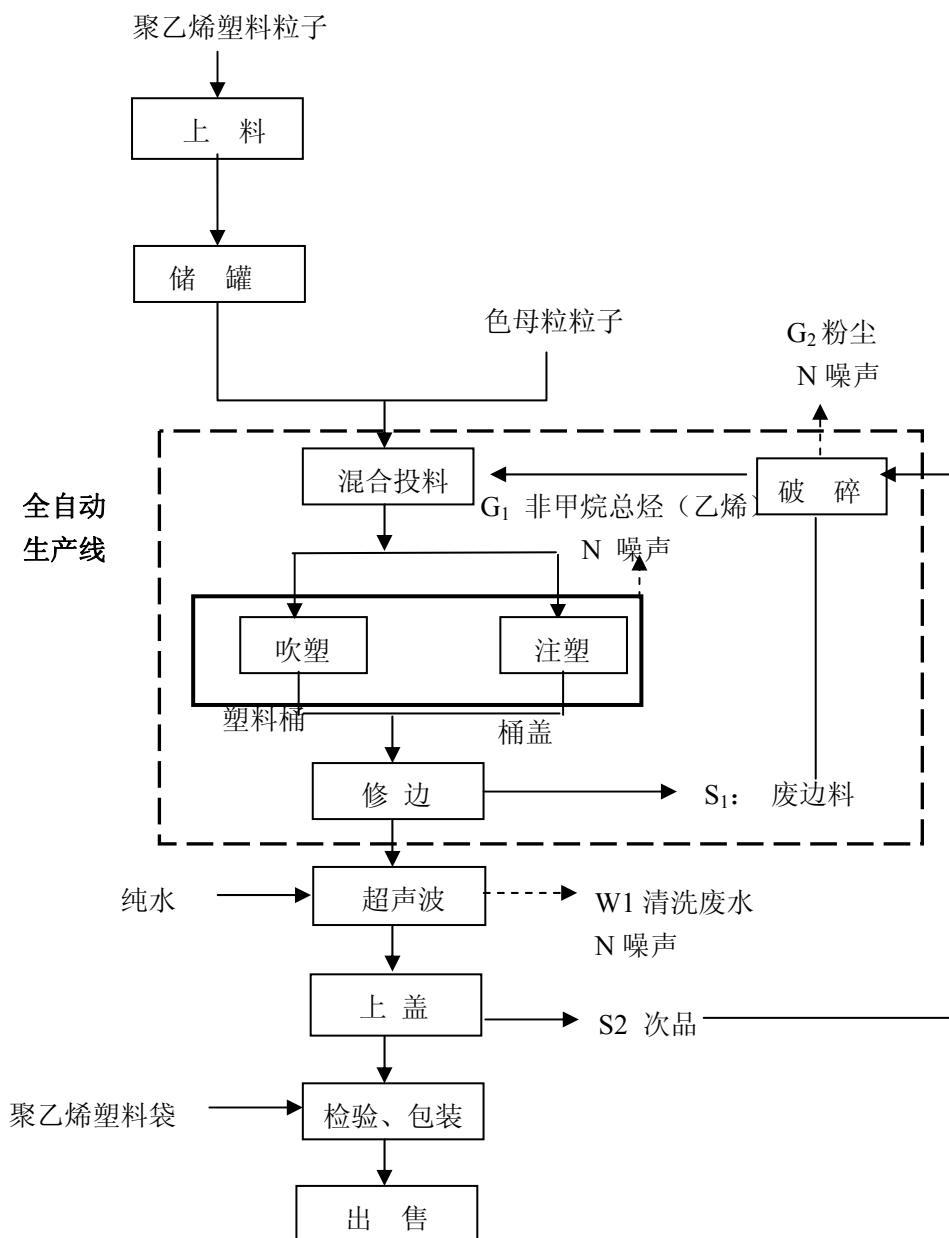 聚乙烯塑料粒子
上 料
储 罐
色母粒粒子
G₂ 粉尘
N 噪声
全自动
生产线
混合投料
破 碎
G₁ 非甲烷总烃（乙烯）
N 噪声
吹塑
注塑
塑料桶
桶盖
修 边
S₁： 废边料
纯水
超声波
W1 清洗废水
N 噪声
上 盖
S2 次品
聚乙烯塑料袋
检验、包装
出 售